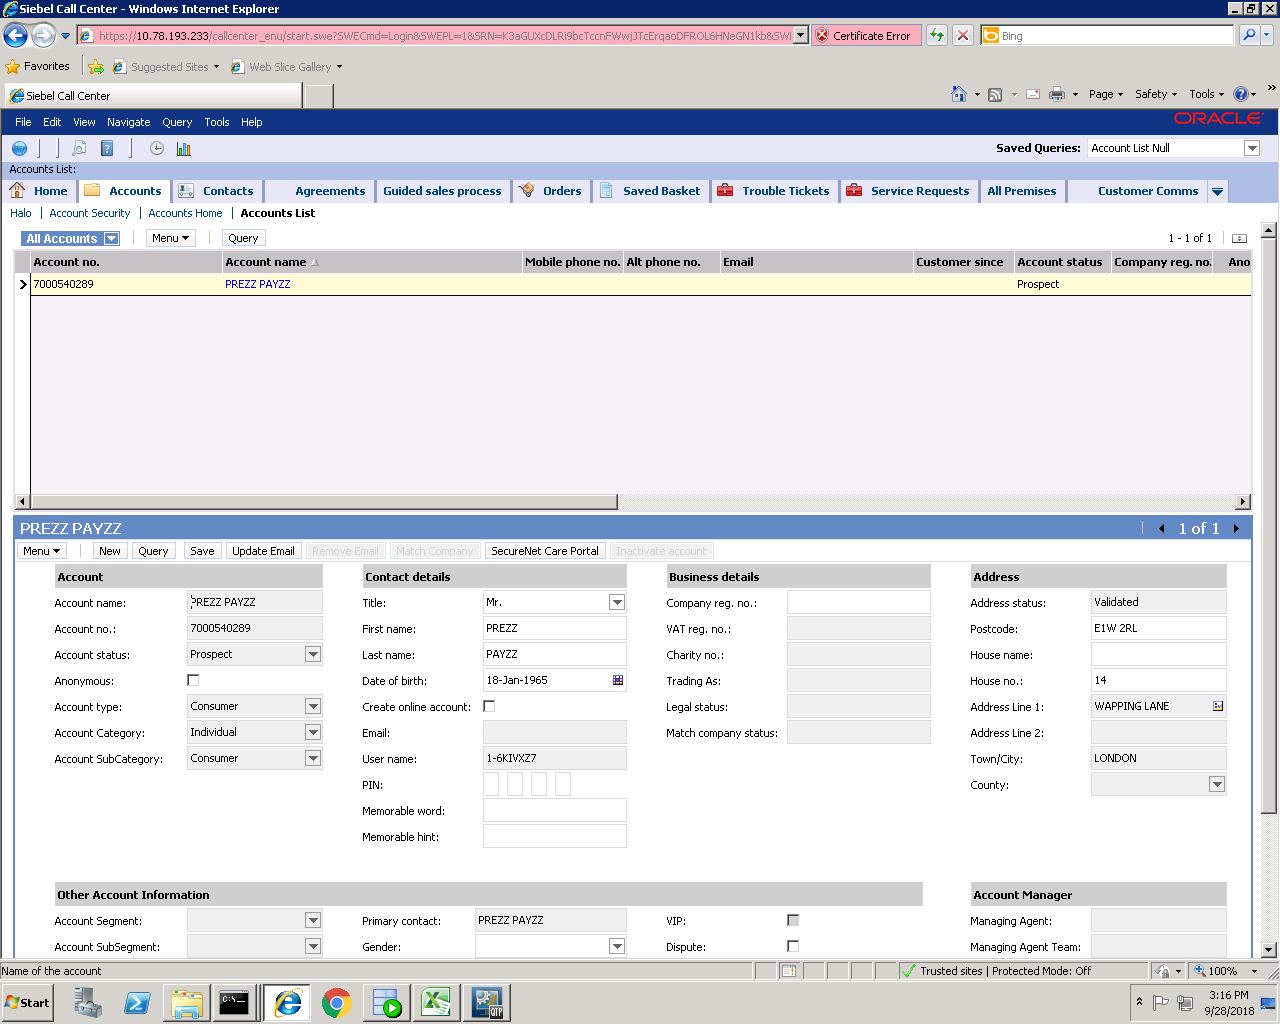 Siebel Call Center - Windows Internet Explorer
https://10.78.193.233/callcenter_enu/start.swe?SWECmd=Login&SWEPL=1&SRN=K3aGUXcDLRi9bcTccnFWwjJTcErqaoDFROL6HNeGN1kb&SWI
Certificate Error
Bing
Favorites
Suggested Sites
Web Slice Gallery
Siebel Call Center
Page
Safety
Tools
File Edit View Navigate Query Tools Help
ORACLE
Saved Queries: Account List Null
Accounts List:
Home
Accounts
Contacts
Agreements
Guided sales process
Orders
Saved Basket
Trouble Tickets
Service Requests
All Premises
Customer Comms
Halo | Account Security | Accounts Home | Accounts List
All Accounts
Menu
Query
1 - 1 of 1
Account no. Account name Mobile phone no. Alt phone no. Email Customer since Account status Company reg. no. Ano
7000540289 PREZZ PAYZZ Prospect
PREZZ PAYZZ
1 of 1
Menu New Query Save Update Email Remove Email Match Company SecureNet Care Portal Inactivate account
Account
Account name: PREZZ PAYZZ
Account no.: 7000540289
Account status: Prospect
Anonymous:
Account type: Consumer
Account Category: Individual
Account SubCategory: Consumer
Contact details
Title: Mr.
First name: PREZZ
Last name: PAYZZ
Date of birth: 18-Jan-1965
Create online account:
Email:
User name: 1-6KIVXZ7
PIN:
Memorable word:
Memorable hint:
Business details
Company reg. no.:
VAT reg. no.:
Charity no.:
Trading As:
Legal status:
Match company status:
Address
Address status: Validated
Postcode: E1W 2RL
House name:
House no.: 14
Address Line 1: WAPPING LANE
Address Line 2:
Town/City: LONDON
County:
Other Account Information
Account Segment:
Account SubSegment:
Primary contact: PREZZ PAYZZ
Gender:
VIP:
Dispute:
Account Manager
Managing Agent:
Managing Agent Team:
Name of the account
Trusted sites | Protected Mode: Off
100%
Start
C:\.
QTP
3:16 PM
9/28/2018